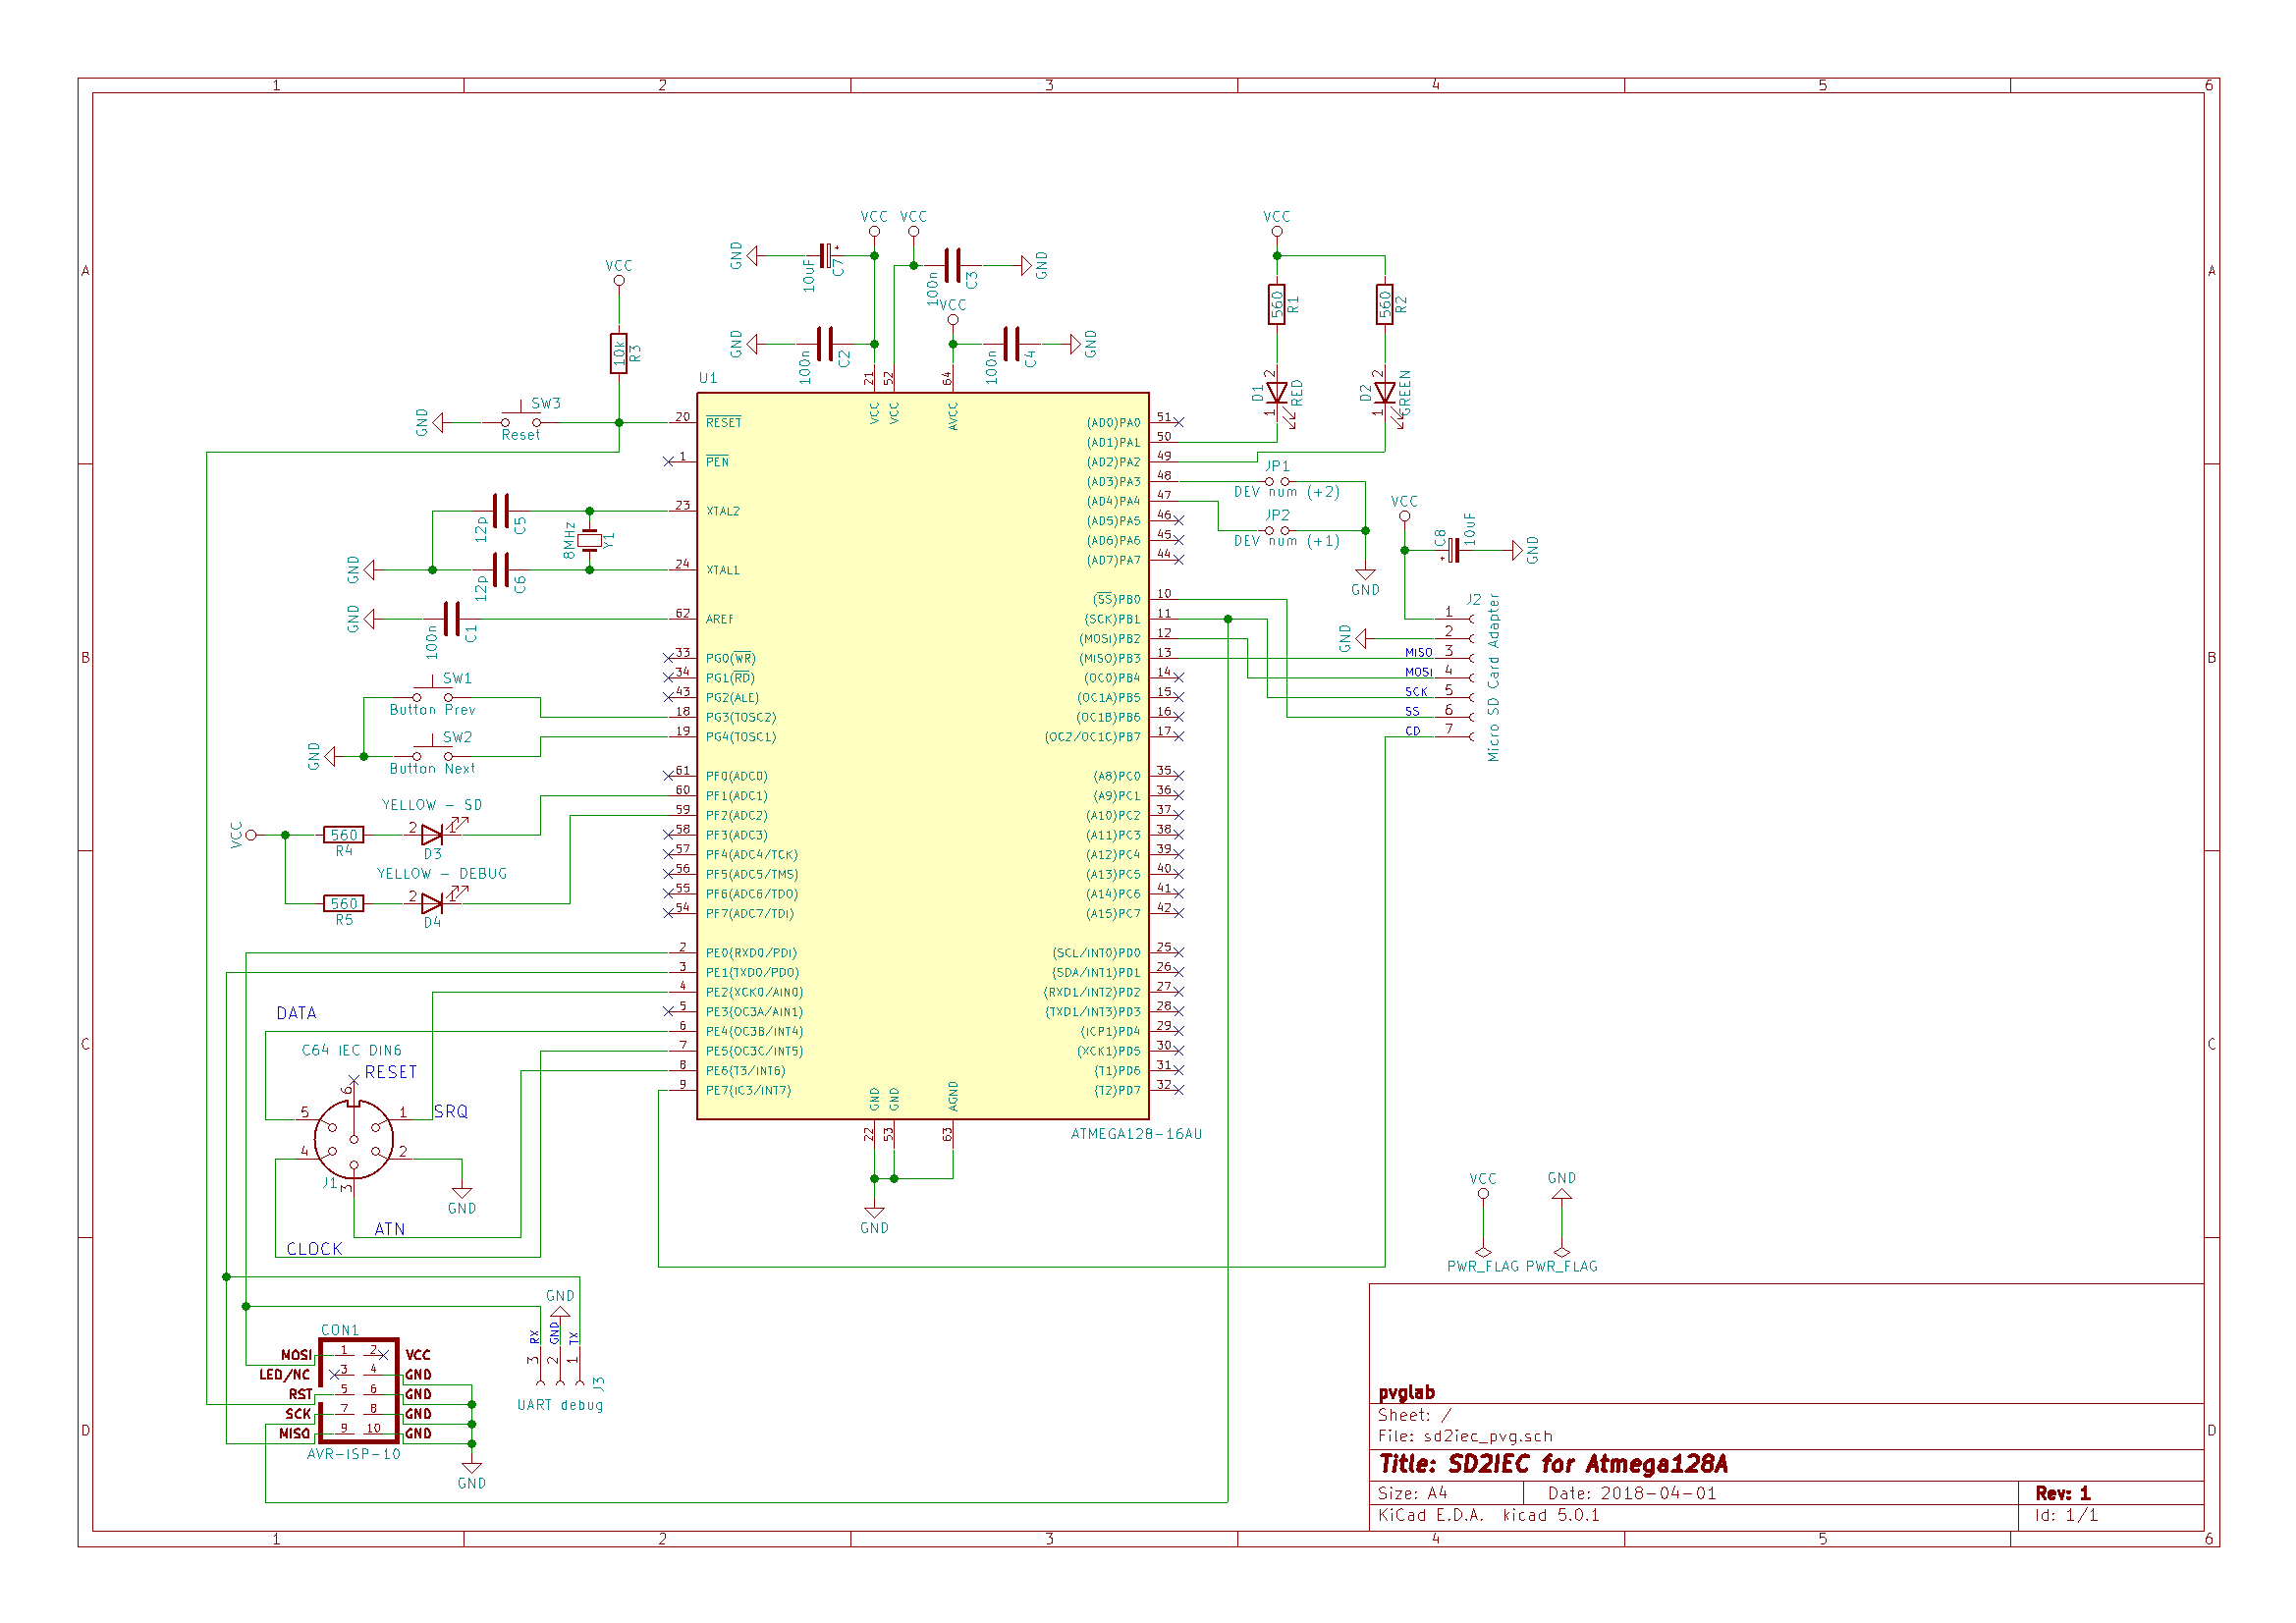 1 2 3 4 5 6
A A
B B
C C
D D
1 2 3 4 5 6
VCC VCC
GND
10uF
C7
100n
C3
GND
VCC
GND
100n
C2
100n
C4
GND
VCC
560
R1
560
R2
D1
2
1
RED
D2
2
1
GREEN
VCC
10k
R3
GND
SW3
Reset
GND
12p
C5
12p
C6
8MHz
Y1
GND
100n
C1
SW1
Button Prev
GND
SW2
Button Next
YELLOW - SD
VCC
560
R4
2 1
D3
YELLOW - DEBUG
560
R5
2 1
D4
U1
21 VCC
52 VCC
64 AVCC
20 RESET
1 PEN
23 XTAL2
24 XTAL1
62 AREF
33 PG0(WR)
34 PG1(RD)
43 PG2(ALE)
18 PG3(TOSC2)
19 PG4(TOSC1)
61 PF0(ADC0)
60 PF1(ADC1)
59 PF2(ADC2)
58 PF3(ADC3)
57 PF4(ADC4/TCK)
56 PF5(ADC5/TMS)
55 PF6(ADC6/TDO)
54 PF7(ADC7/TDI)
2 PE0(RXD0/PDI)
3 PE1(TXD0/PDO)
4 PE2(XCK0/AIN0)
5 PE3(OC3A/AIN1)
6 PE4(OC3B/INT4)
7 PE5(OC3C/INT5)
8 PE6(T3/INT6)
9 PE7(IC3/INT7)
(AD0)PA0 51
(AD1)PA1 50
(AD2)PA2 49
(AD3)PA3 48
(AD4)PA4 47
(AD5)PA5 46
(AD6)PA6 45
(AD7)PA7 44
(SS)PB0 10
(SCK)PB1 11
(MOSI)PB2 12
(MISO)PB3 13
(OC0)PB4 14
(OC1A)PB5 15
(OC1B)PB6 16
(OC2/OC1C)PB7 17
(A8)PC0 35
(A9)PC1 36
(A10)PC2 37
(A11)PC3 38
(A12)PC4 39
(A13)PC5 40
(A14)PC6 41
(A15)PC7 42
(SCL/INT0)PD0 25
(SDA/INT1)PD1 26
(RXD1/INT2)PD2 27
(TXD1/INT3)PD3 28
(ICP1)PD4 29
(XCK1)PD5 30
(T1)PD6 31
(T2)PD7 32
GND 22
GND 53
AGND 63
ATMEGA128-16AU
GND
JP1
DEV num (+2)
JP2
DEV num (+1)
GND
VCC
C8
10uF
GND
J2
Micro SD Card Adapter
GND
1
2
MISO 3
MOSI 4
SCK 5
SS 6
CD 7
DATA
C64 IEC DIN6
RESET
6
5 1
SRQ
4 2
J1
3
GND
ATN
CLOCK
GND
RX GND TX
3 2 1
J3
UART debug
CON1
MOSI 1 2 VCC
LED/NC 3 4 GND
RST 5 6 GND
SCK 7 8 GND
MISO 9 10 GND
AVR-ISP-10
GND
VCC GND
PWR_FLAG PWR_FLAG
pvglab
Sheet: /
File: sd2iec_pvg.sch
Title: SD2IEC for Atmega128A
Size: A4 Date: 2018-04-01 Rev: 1
KiCad E.D.A. kicad 5.0.1 Id: 1/1